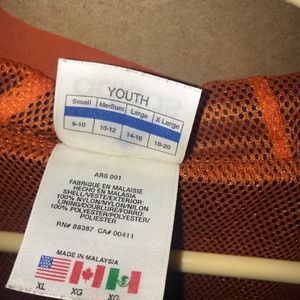 YOUTH
Small Medium Large X Large
8-10 10-12 14-16 18-20
ARS 001
FABRIQUE EN MALAISIE
HECHO EN MALASIA
SHELL/VESTE/EXTERIOR:
100% NYLON/NYLON/NILON
LINING/DOUBLURE/FORRO:
100% POLYESTER/POLYESTER/
POLIESTER
RN# 88387 CA# 00411
MADE IN MALAYSIA
XL XG XG